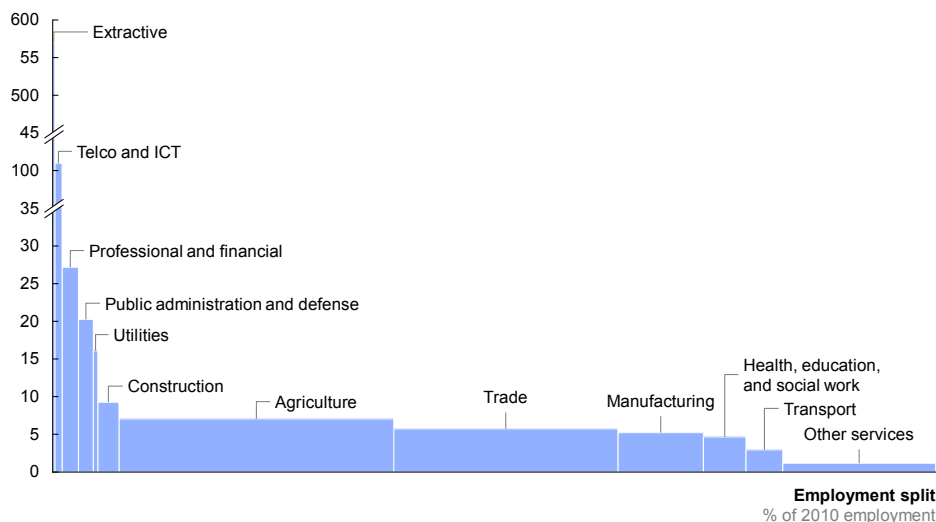 600
Extractive
55
500
45
Telco and ICT
100
35
30
Professional and financial
25
Public administration and defense
20
Utilities
15
Health, education,
and social work
Construction
Agriculture
Trade
Manufacturing
Transport
10
Other services
5
0
Employment split
% of 2010 employment